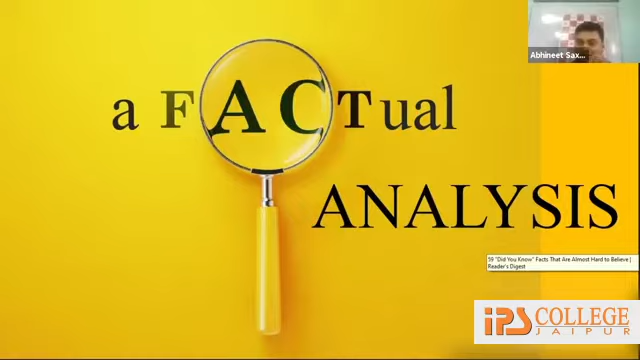 Abhineet Sax...
a FACTual
ANALYSIS
59 "Did You Know" Facts That Are Almost Hard to Believe |
Reader's Digest
iPS COLLEGE
JAIPUR